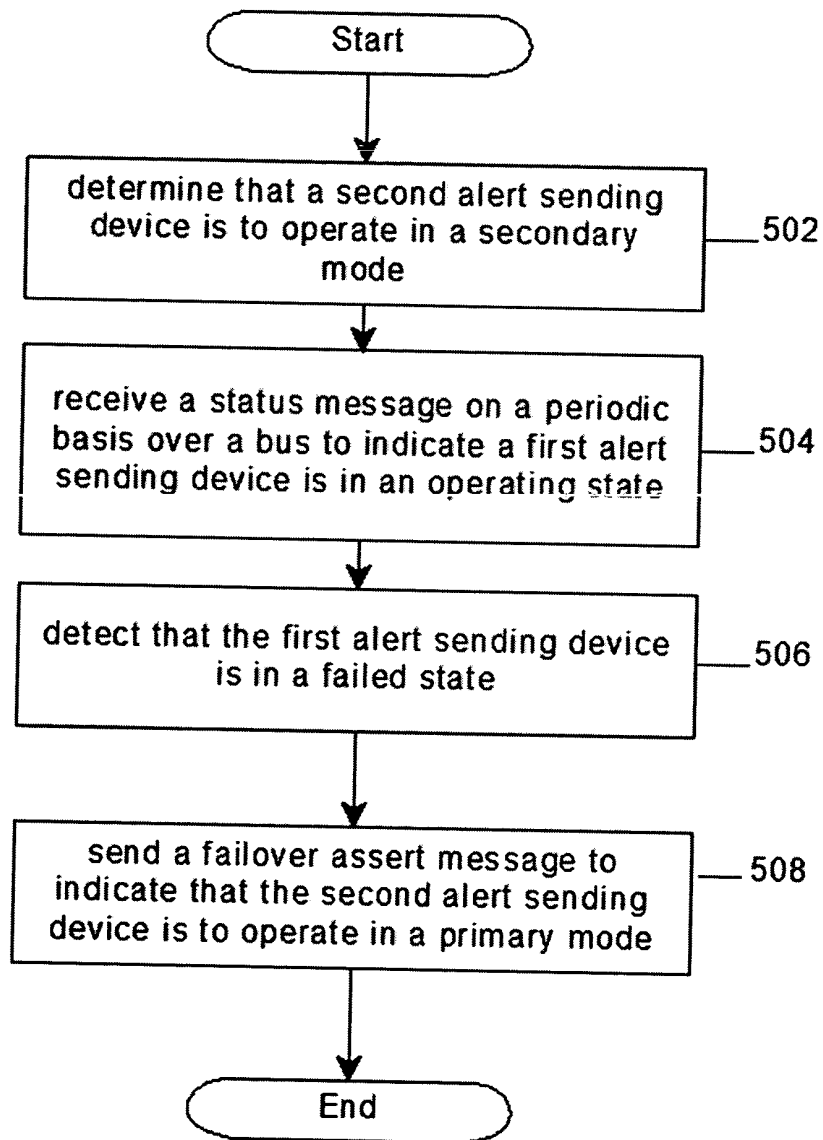 Start
determine that a second alert sending
device is to operate in a secondary
mode
502
receive a status message on a periodic
basis over a bus to indicate a first alert
sending device is in an operating state
504
detect that the first alert sending device
is in a failed state
506
send a failover assert message to
indicate that the second alert sending
device is to operate in a primary mode
508
End